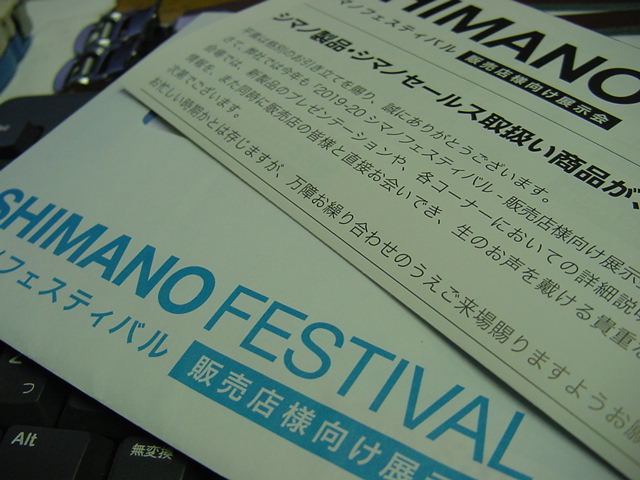 SHIMANO
マノフェスティバル 販売店様向け展示会
シマノ製品・シマノセールス取扱い商品が、
平素は格別のお引き立てを賜り、誠にありがとうございます。
さて、弊社では今年も「2019-20 シマノフェスティバル - 販売店様向け展示
会場では、新製品のプレゼンテーションや、各コーナーにおいての詳細説明
情報を、また同時に販売店の皆様と直接お会いでき、生のお声を戴ける貴重な
次第でございます。
お忙しい時期かとは存じますが、万障お繰り合わせのうえご来場賜りますようお願
SHIMANO FESTIVAL
ノフェスティバル 販売店様向け展示
っ
Alt
無変換